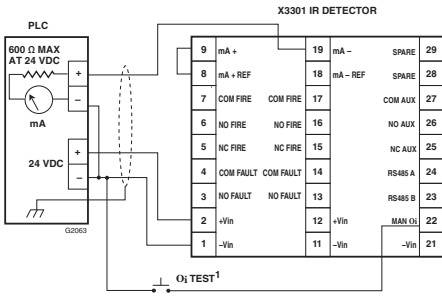 X3301 IR DETECTOR
PLC
600 Ω MAX
AT 24 VDC
+
–
mA
24 VDC
+
–
G2063
9 mA + 19 mA – SPARE 29
8 mA + REF 18 mA – REF SPARE 28
7 COM FIRE COM FIRE 17 COM AUX 27
6 NO FIRE NO FIRE 16 NO AUX 26
5 NC FIRE NC FIRE 15 NC AUX 25
4 COM FAULT COM FAULT 14 RS485 A 24
3 NO FAULT NO FAULT 13 RS485 B 23
2 +Vin 12 +Vin MAN Oi 22
1 –Vin 11 –Vin –Vin 21
Oi TEST1